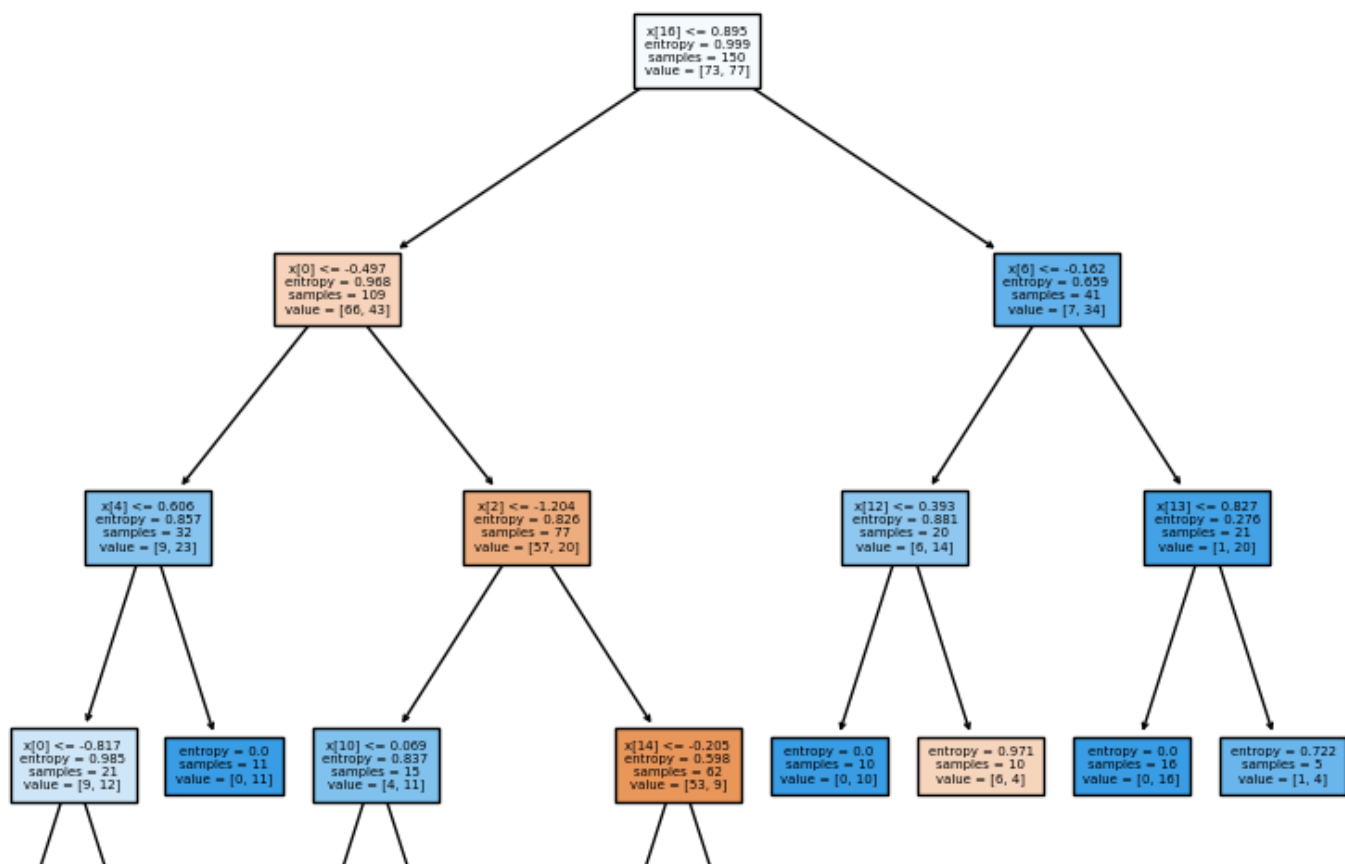 x[16] <= 0.895
entropy = 0.999
samples = 150
value = [73, 77]
x[0] <= -0.497
entropy = 0.968
samples = 109
value = [66, 43]
x[6] <= -0.162
entropy = 0.659
samples = 41
value = [7, 34]
x[4] <= 0.606
entropy = 0.857
samples = 32
value = [9, 23]
x[2] <= -1.204
entropy = 0.826
samples = 77
value = [57, 20]
x[12] <= 0.393
entropy = 0.881
samples = 20
value = [6, 14]
x[13] <= 0.827
entropy = 0.276
samples = 21
value = [1, 20]
x[0] <= -0.817
entropy = 0.985
samples = 21
value = [9, 12]
entropy = 0.0
samples = 11
value = [0, 11]
x[10] <= 0.069
entropy = 0.837
samples = 15
value = [4, 11]
x[14] <= -0.205
entropy = 0.598
samples = 62
value = [53, 9]
entropy = 0.0
samples = 10
value = [0, 10]
entropy = 0.971
samples = 10
value = [6, 4]
entropy = 0.0
samples = 16
value = [0, 16]
entropy = 0.722
samples = 5
value = [1, 4]